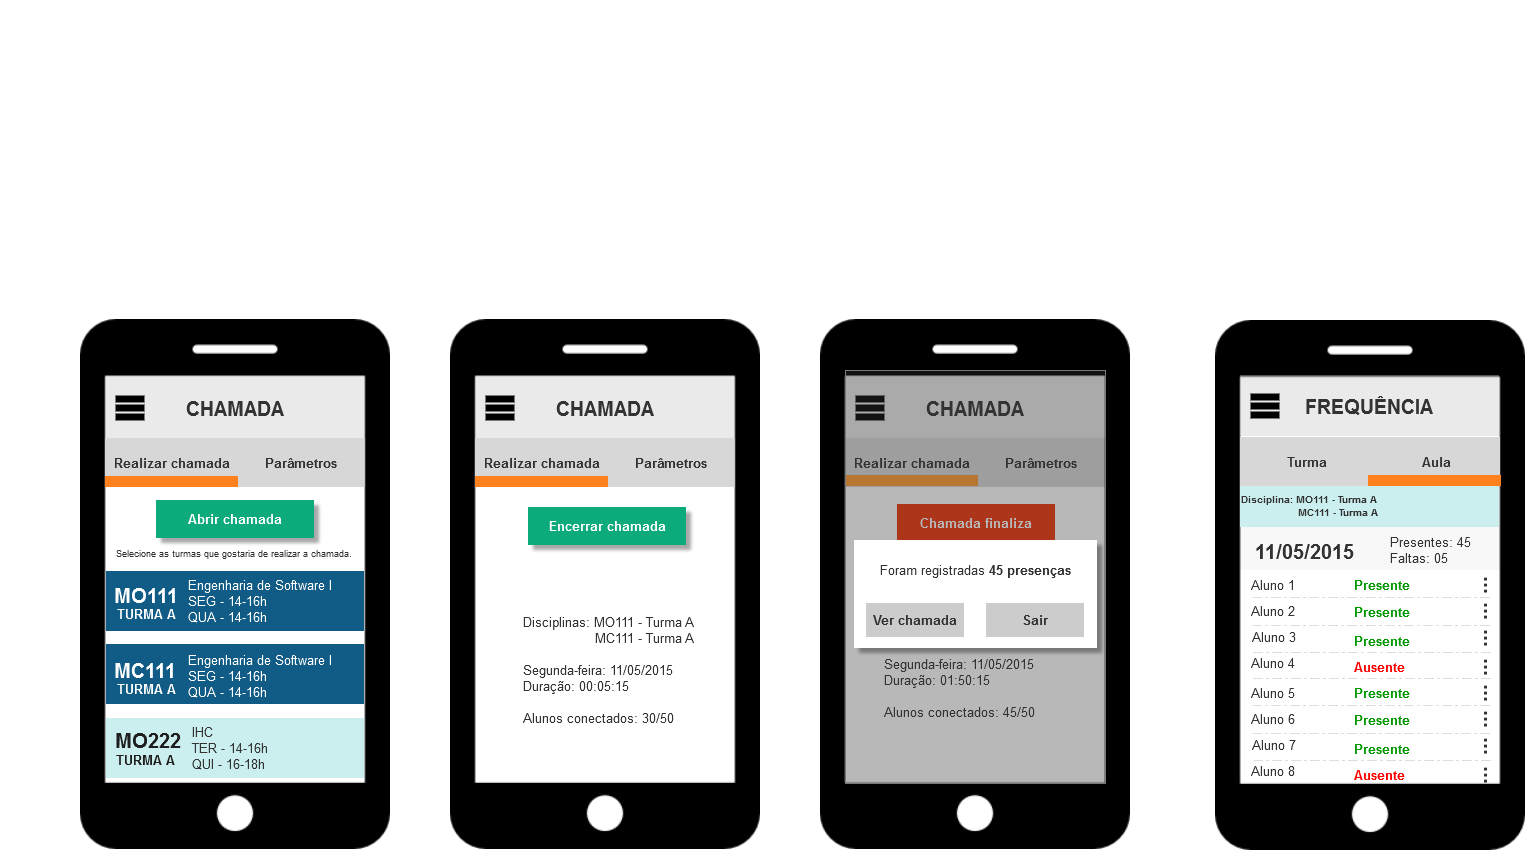 CHAMADA
Realizar chamada Parâmetros
Abrir chamada
Selecione as turmas que gostaria de realizar a chamada.
MO111
TURMA A
Engenharia de Software I
SEG - 14-16h
QUA - 14-16h
MC111
TURMA A
Engenharia de Software I
SEG - 14-16h
QUA - 14-16h
MO222
TURMA A
IHC
TER - 14-16h
QUI - 16-18h
CHAMADA
Realizar chamada Parâmetros
Encerrar chamada
Disciplinas: MO111 - Turma A
MC111 - Turma A
Segunda-feira: 11/05/2015
Duração: 00:05:15
Alunos conectados: 30/50
CHAMADA
Realizar chamada Parâmetros
Chamada finaliza
Foram registradas 45 presenças
Ver chamada Sair
Segunda-feira: 11/05/2015
Duração: 01:50:15
Alunos conectados: 45/50
FREQUÊNCIA
Turma Aula
Disciplina: MO111 - Turma A
MC111 - Turma A
11/05/2015
Presentes: 45
Faltas: 05
Aluno 1 Presente
Aluno 2 Presente
Aluno 3 Presente
Aluno 4 Ausente
Aluno 5 Presente
Aluno 6 Presente
Aluno 7 Presente
Aluno 8 Ausente